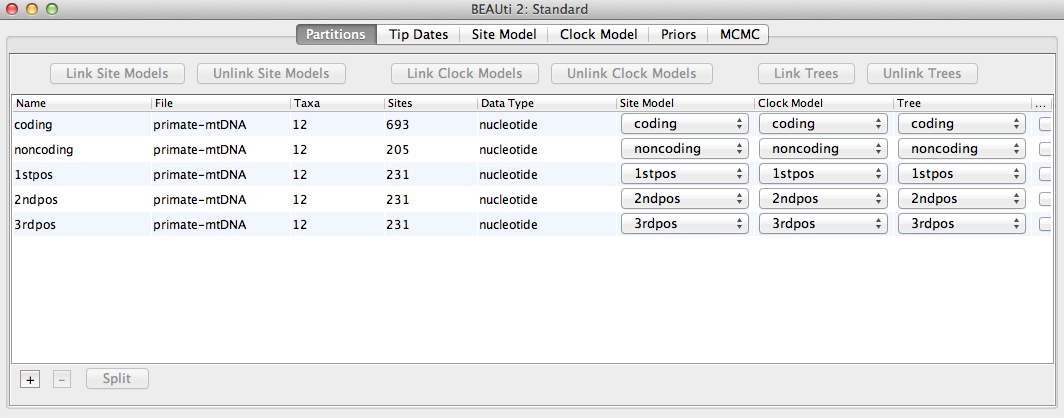 BEAUti 2: Standard
Partitions Tip Dates Site Model Clock Model Priors MCMC
Link Site Models Unlink Site Models Link Clock Models Unlink Clock Models Link Trees Unlink Trees
Name File Taxa Sites Data Type Site Model Clock Model Tree ...
coding primate-mtDNA 12 693 nucleotide coding coding coding
noncoding primate-mtDNA 12 205 nucleotide noncoding noncoding noncoding
1stpos primate-mtDNA 12 231 nucleotide 1stpos 1stpos 1stpos
2ndpos primate-mtDNA 12 231 nucleotide 2ndpos 2ndpos 2ndpos
3rdpos primate-mtDNA 12 231 nucleotide 3rdpos 3rdpos 3rdpos
+ - Split